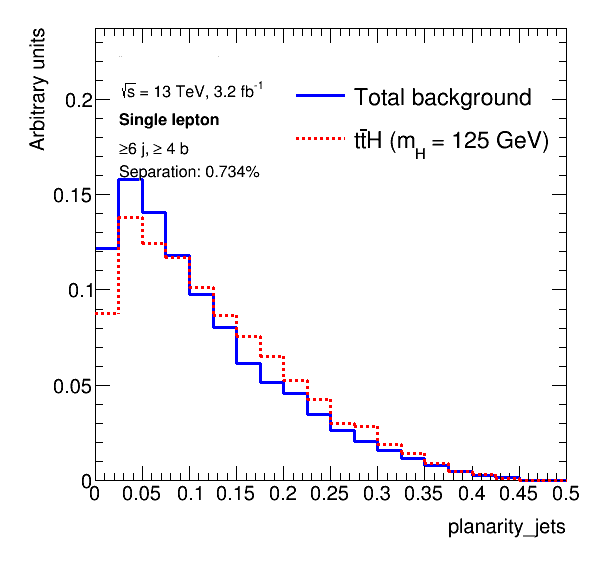 Arbitrary units
0.2
0.15
0.1
0.05
0
√s = 13 TeV, 3.2 fb⁻¹
Single lepton
≥6 j, ≥ 4 b
Separation: 0.734%
Total background
tt̄H (m_H = 125 GeV)
0 0.05 0.1 0.15 0.2 0.25 0.3 0.35 0.4 0.45 0.5
planarity_jets